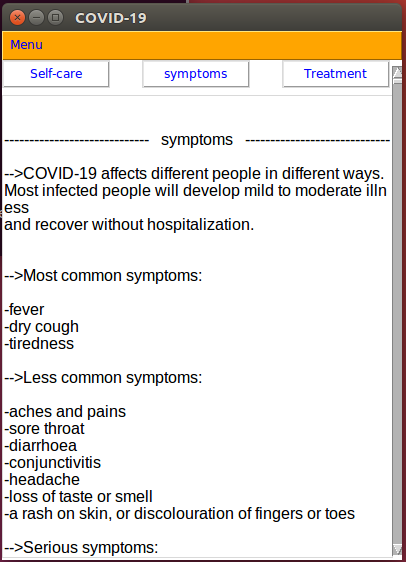 COVID-19
Menu
Self-care symptoms Treatment
----------------------------- symptoms -----------------------------
-->COVID-19 affects different people in different ways.
Most infected people will develop mild to moderate illn
ess
and recover without hospitalization.
-->Most common symptoms:
-fever
-dry cough
-tiredness
-->Less common symptoms:
-aches and pains
-sore throat
-diarrhoea
-conjunctivitis
-headache
-loss of taste or smell
-a rash on skin, or discolouration of fingers or toes
-->Serious symptoms: